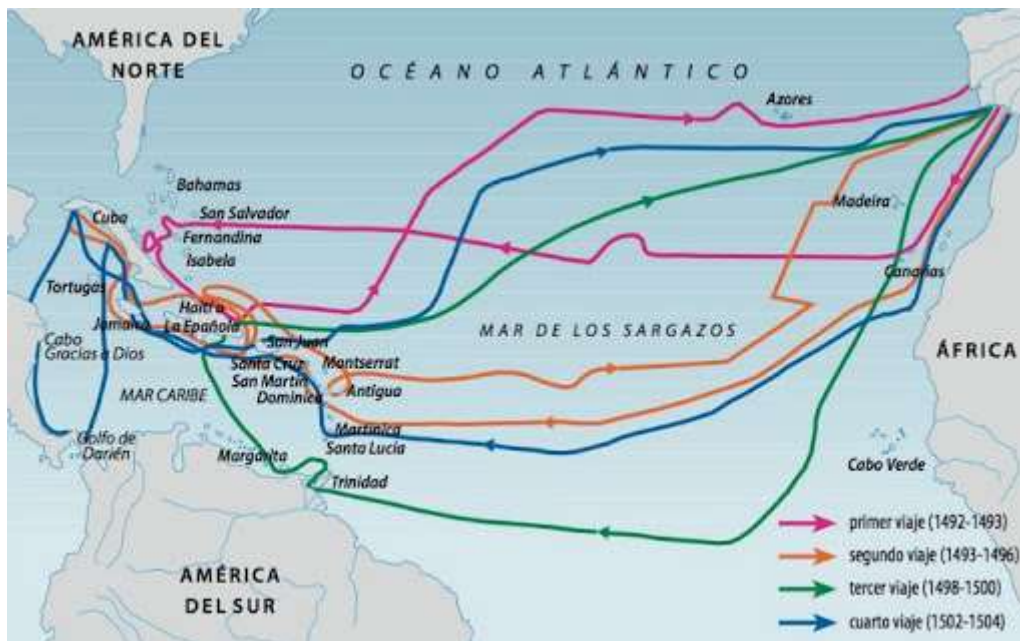 AMÉRICA DEL
NORTE
OCÉANO ATLÁNTICO
Azores
Bahamas
Madeira
Cuba
San Salvador
Fernandina
Isabela
Canarias
Tortugas
Haití o
La Epañola
Jamaica
San Juan
MAR DE LOS SARGAZOS
Cabo
Gracias a Dios
Santa Cruz
Montserrat
ÁFRICA
San Martín
Antigua
MAR CARIBE
Dominica
Martinica
Golfo de
Darién
Santa Lucía
Margarita
Cabo Verde
Trinidad
AMÉRICA
DEL SUR
primer viaje (1492-1493)
segundo viaje (1493-1496)
tercer viaje (1498-1500)
cuarto viaje (1502-1504)